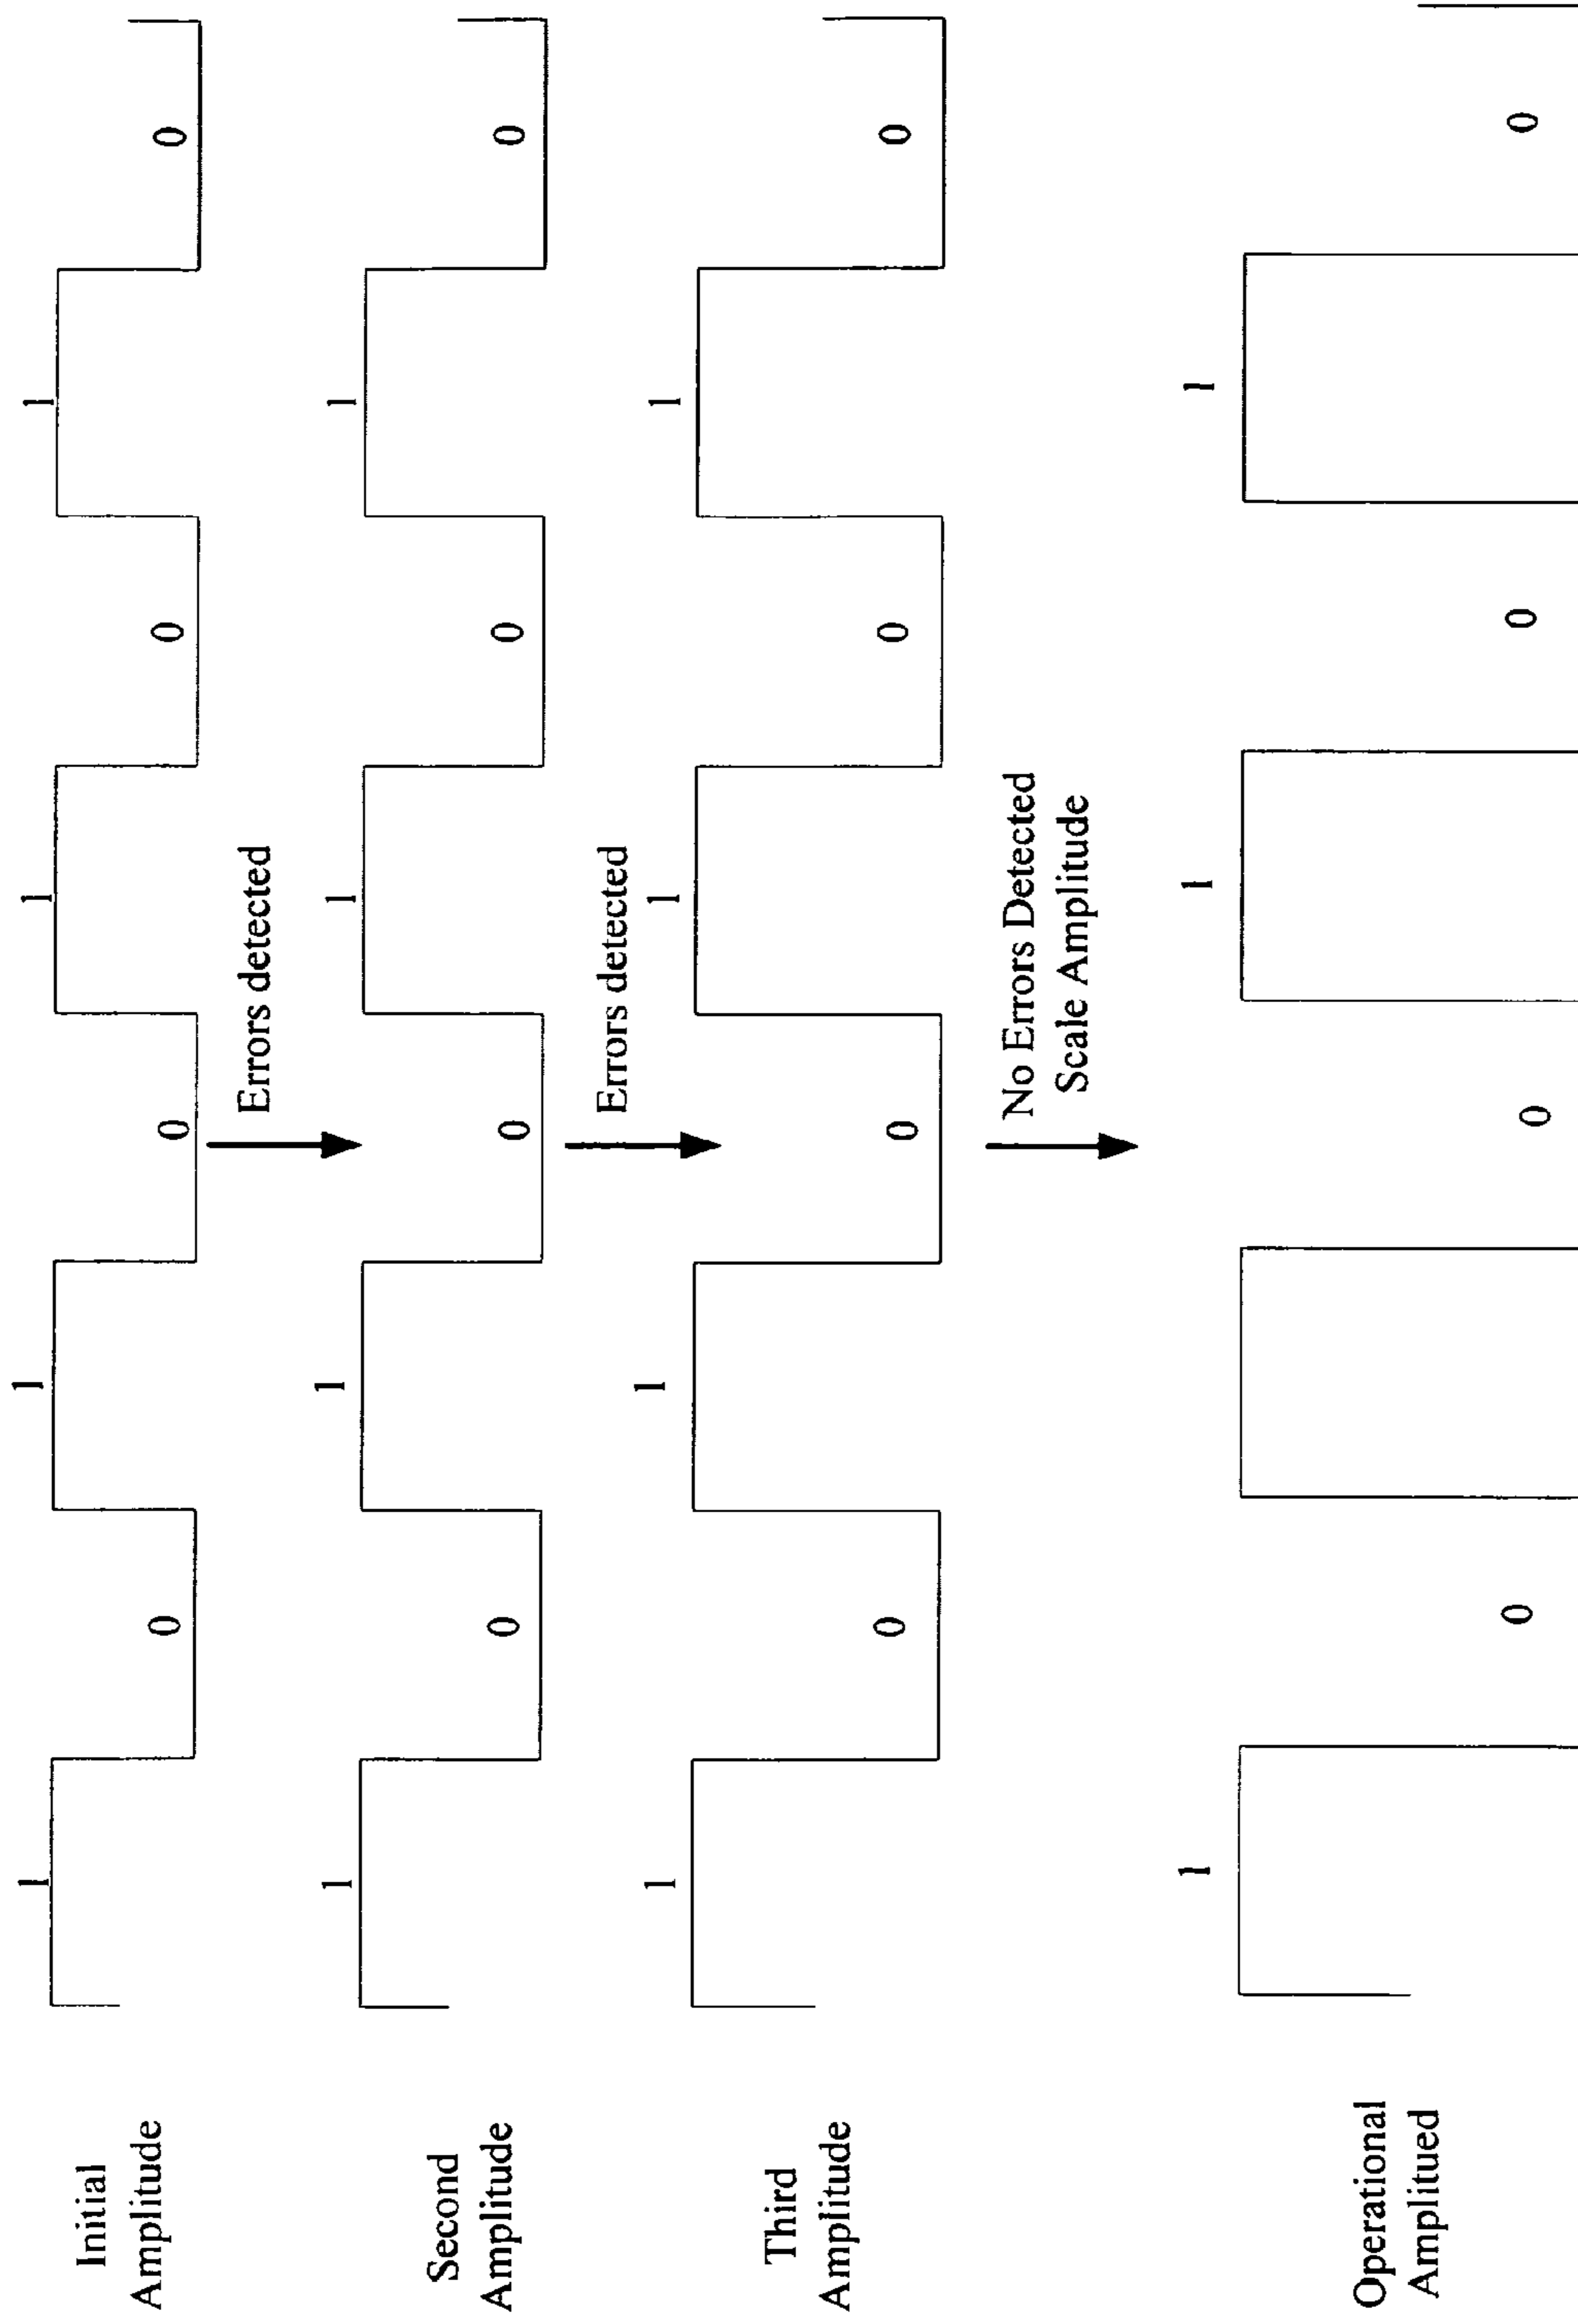 1 1 1 1
Initial
Amplitude
0 0 0 0
Errors detected
1 1 1 1
Second
Amplitude
0 0 0 0
Errors detected
1 1 1 1
Third
Amplitude
0 0 0 0
No Errors Detected
Scale Amplitude
1 1 1
Operational
Amplitued
0 0 0 0